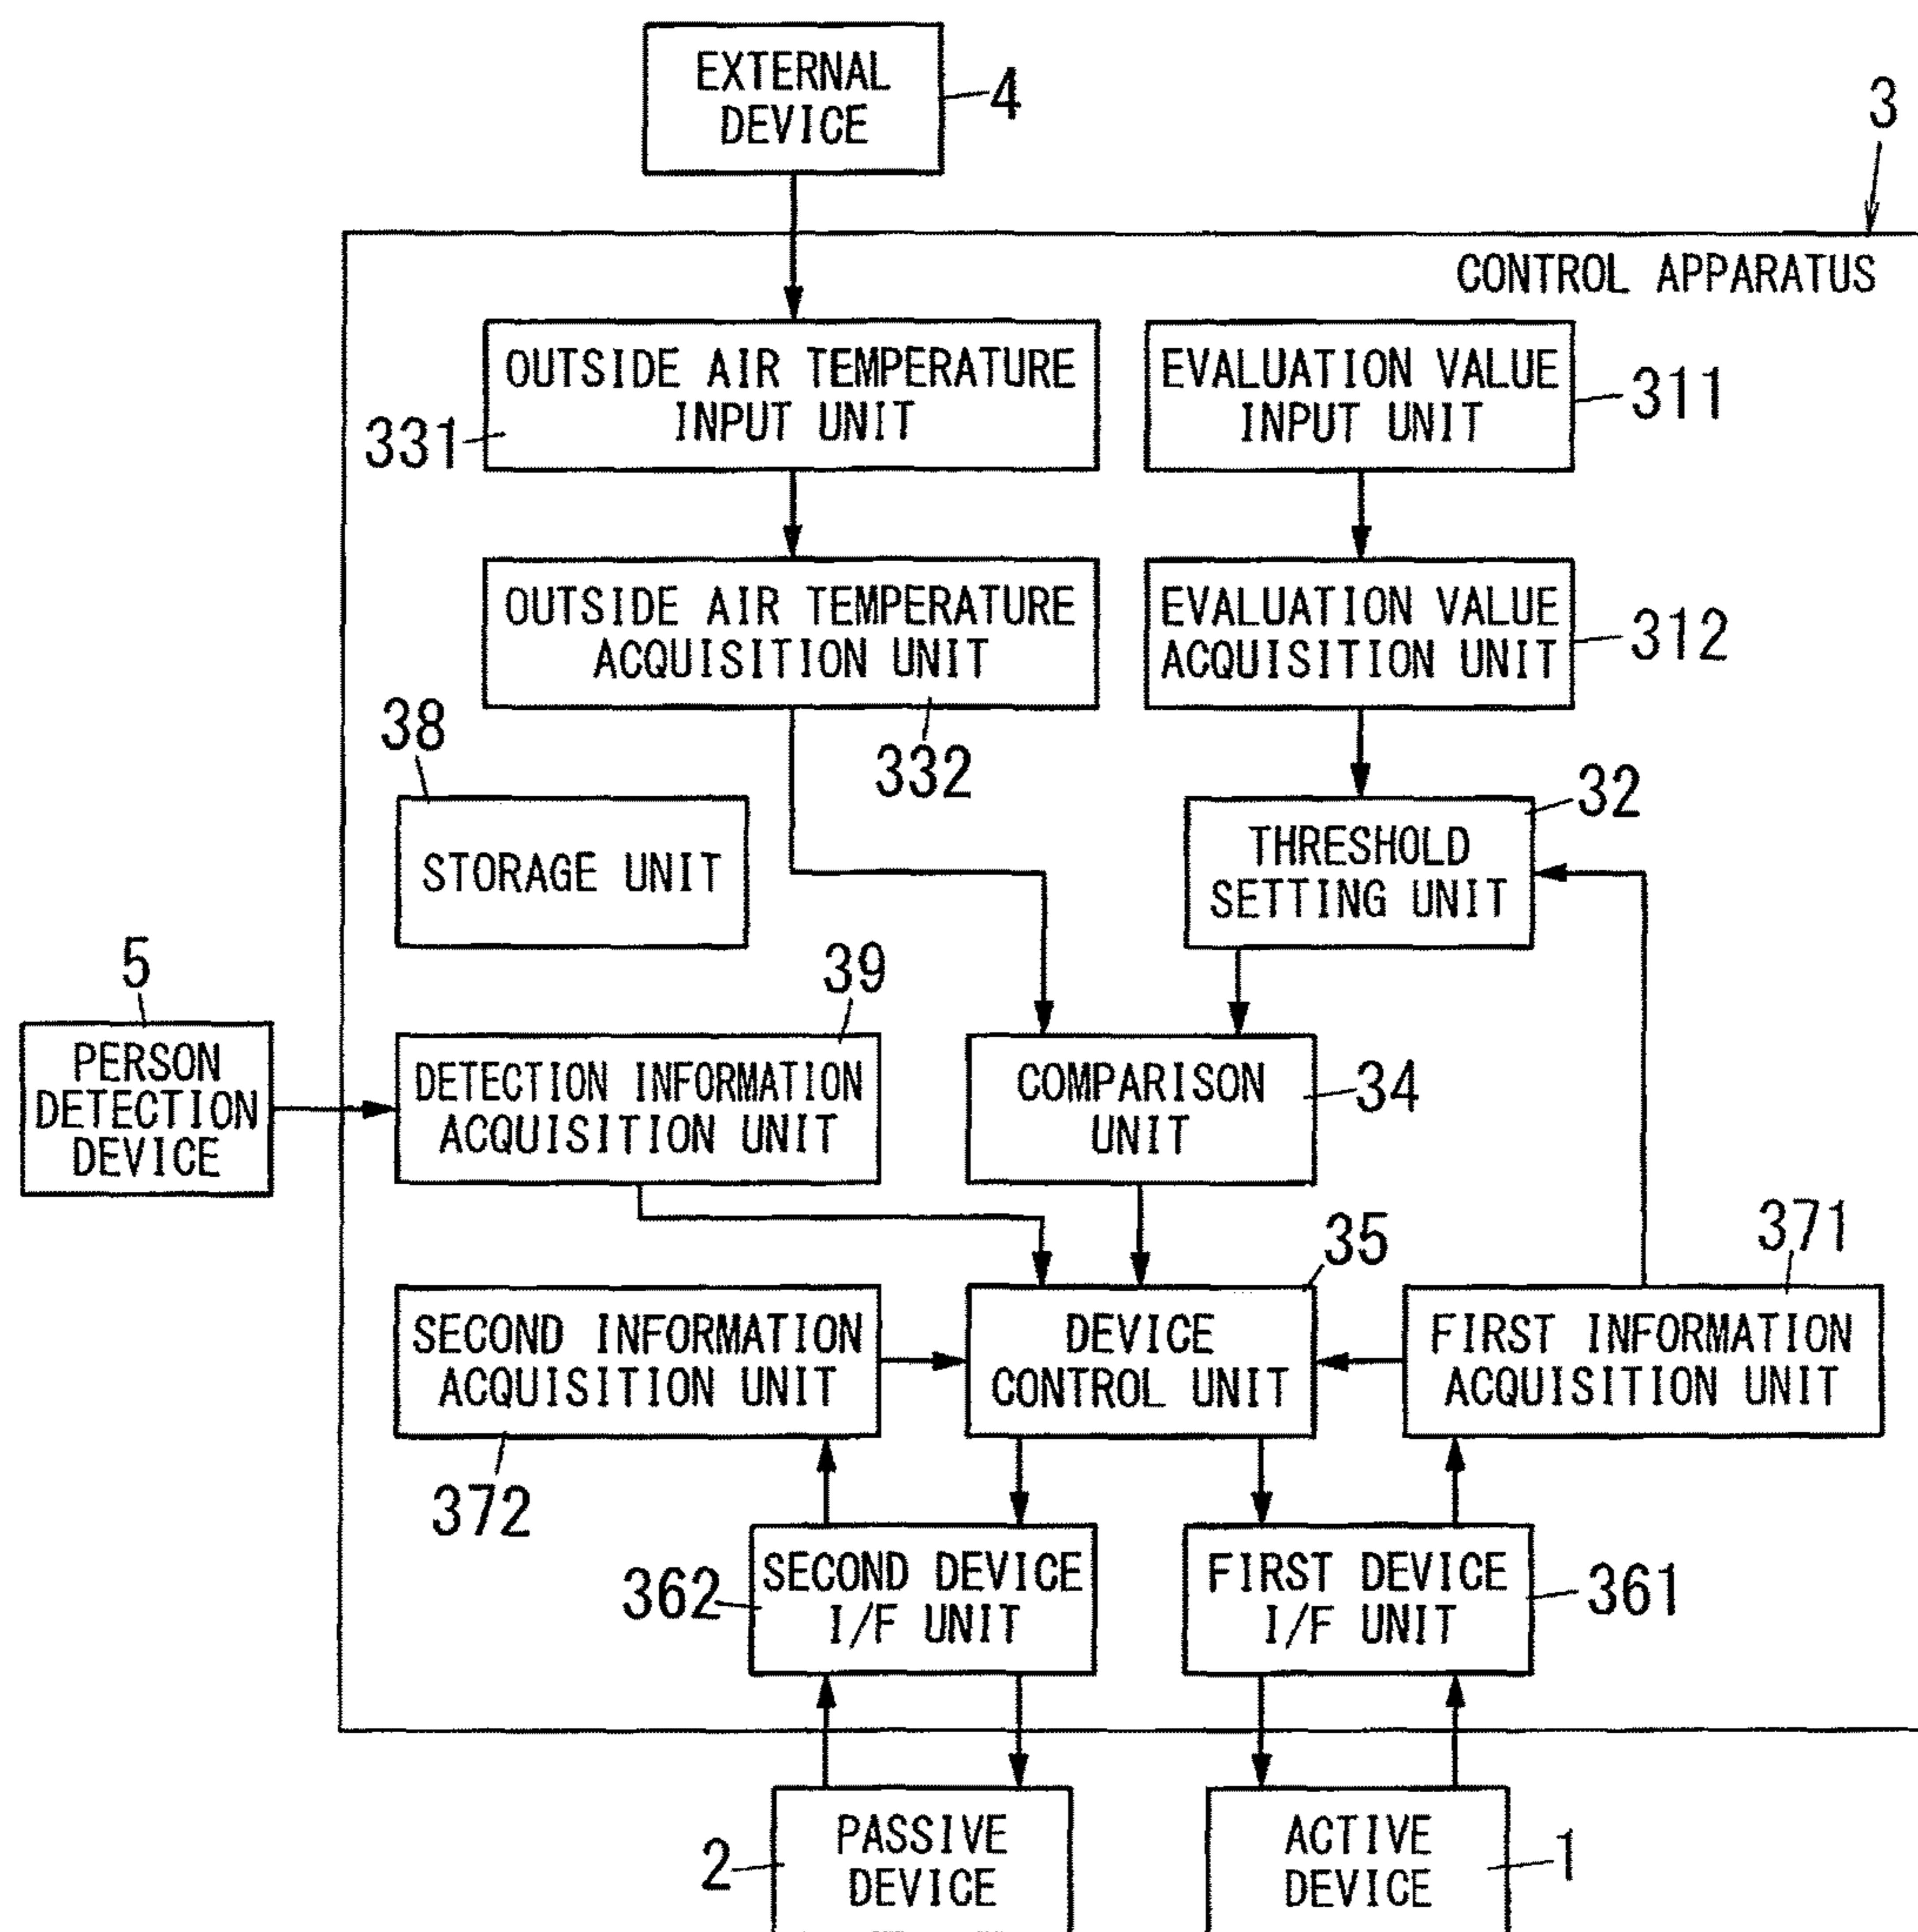 EXTERNAL
DEVICE
4
3
CONTROL APPARATUS
OUTSIDE AIR TEMPERATURE
INPUT UNIT
331
EVALUATION VALUE
INPUT UNIT
311
OUTSIDE AIR TEMPERATURE
ACQUISITION UNIT
332
EVALUATION VALUE
ACQUISITION UNIT
312
38
STORAGE UNIT
32
THRESHOLD
SETTING UNIT
5
PERSON
DETECTION
DEVICE
39
DETECTION INFORMATION
ACQUISITION UNIT
COMPARISON
UNIT
34
SECOND INFORMATION
ACQUISITION UNIT
372
35
DEVICE
CONTROL UNIT
371
FIRST INFORMATION
ACQUISITION UNIT
362
SECOND DEVICE
I/F UNIT
FIRST DEVICE
I/F UNIT
361
2
PASSIVE
DEVICE
ACTIVE
DEVICE
1